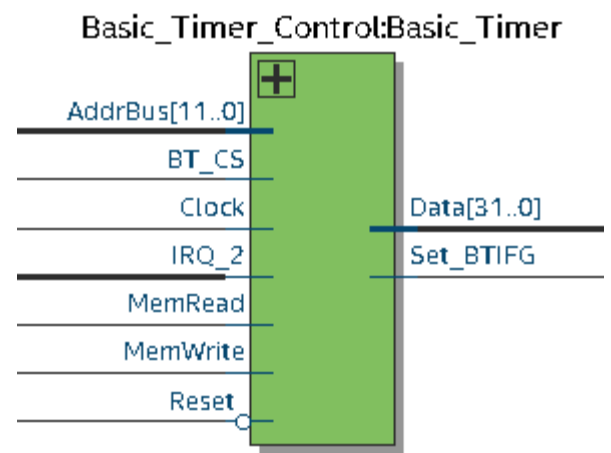 Basic_Timer_Control:Basic_Timer
AddrBus[11..0]
BT_CS
Clock
IRQ_2
MemRead
MemWrite
Reset
Data[31..0]
Set_BTIFG